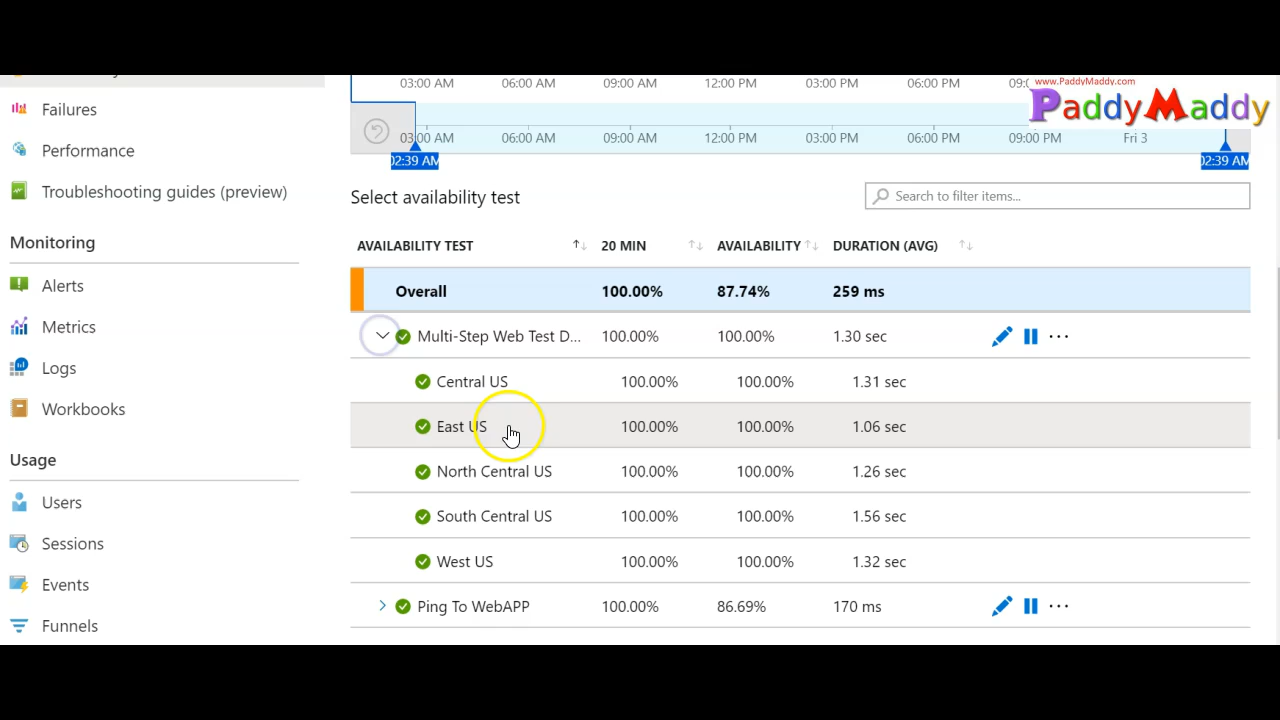 03:00 AM 06:00 AM 09:00 AM 12:00 PM 03:00 PM 06:00 PM
www.PaddyMaddy.com
PaddyMaddy
Failures
03:00 AM 06:00 AM 09:00 AM 12:00 PM 03:00 PM 06:00 PM 09:00 PM Fri 3
02:39 AM 02:39 AM
Performance
Troubleshooting guides (preview)
Select availability test
Search to filter items...
Monitoring
AVAILABILITY TEST 20 MIN AVAILABILITY DURATION (AVG)
Alerts
Overall 100.00% 87.74% 259 ms
Metrics
Multi-Step Web Test D... 100.00% 100.00% 1.30 sec
Logs
Central US 100.00% 100.00% 1.31 sec
Workbooks
East US 100.00% 100.00% 1.06 sec
Usage
North Central US 100.00% 100.00% 1.26 sec
Users
South Central US 100.00% 100.00% 1.56 sec
Sessions
West US 100.00% 100.00% 1.32 sec
Events
Ping To WebAPP 100.00% 86.69% 170 ms
Funnels